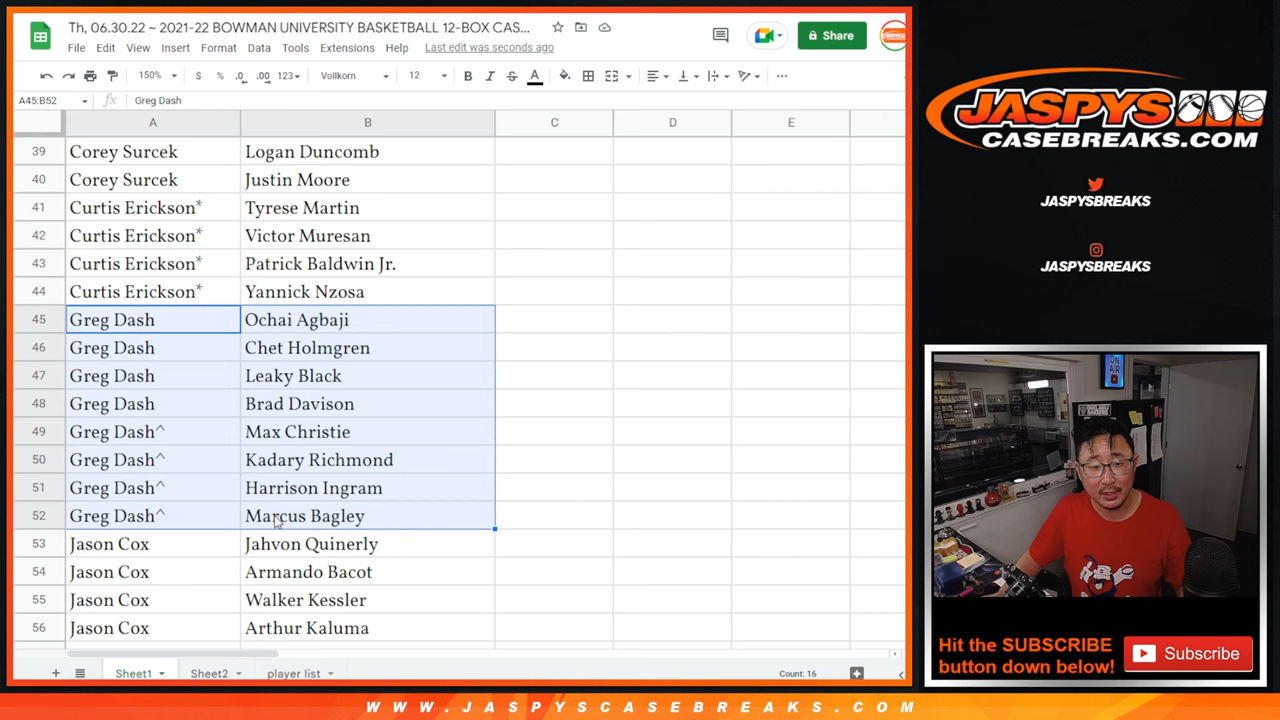 Th, 06.30.22 ~ 2021-22 BOWMAN UNIVERSITY BASKETBALL 12-BOX CAS...
File Edit View Insert Format Data Tools Extensions Help Last edit was seconds ago
Share
150% $ % .0 .00 123 Vollkorn 12 B I S A
A45:B52 fx Greg Dash
A B C D E
39 Corey Surcek Logan Duncomb
40 Corey Surcek Justin Moore
41 Curtis Erickson* Tyrese Martin
42 Curtis Erickson* Victor Muresan
43 Curtis Erickson* Patrick Baldwin Jr.
44 Curtis Erickson* Yannick Nzosa
45 Greg Dash Ochai Agbaji
46 Greg Dash Chet Holmgren
47 Greg Dash Leaky Black
48 Greg Dash Brad Davison
49 Greg Dash^ Max Christie
50 Greg Dash^ Kadary Richmond
51 Greg Dash^ Harrison Ingram
52 Greg Dash^ Marcus Bagley
53 Jason Cox Jahvon Quinerly
54 Jason Cox Armando Bacot
55 Jason Cox Walker Kessler
56 Jason Cox Arthur Kaluma
Sheet1 Sheet2 player list Count: 16
JASPYS
CASEBREAKS.COM
JASPYSBREAKS
JASPYSBREAKS
ON AIR
Hit the SUBSCRIBE
button down below!
Subscribe
WWW.JASPYSCASEBREAKS.COM